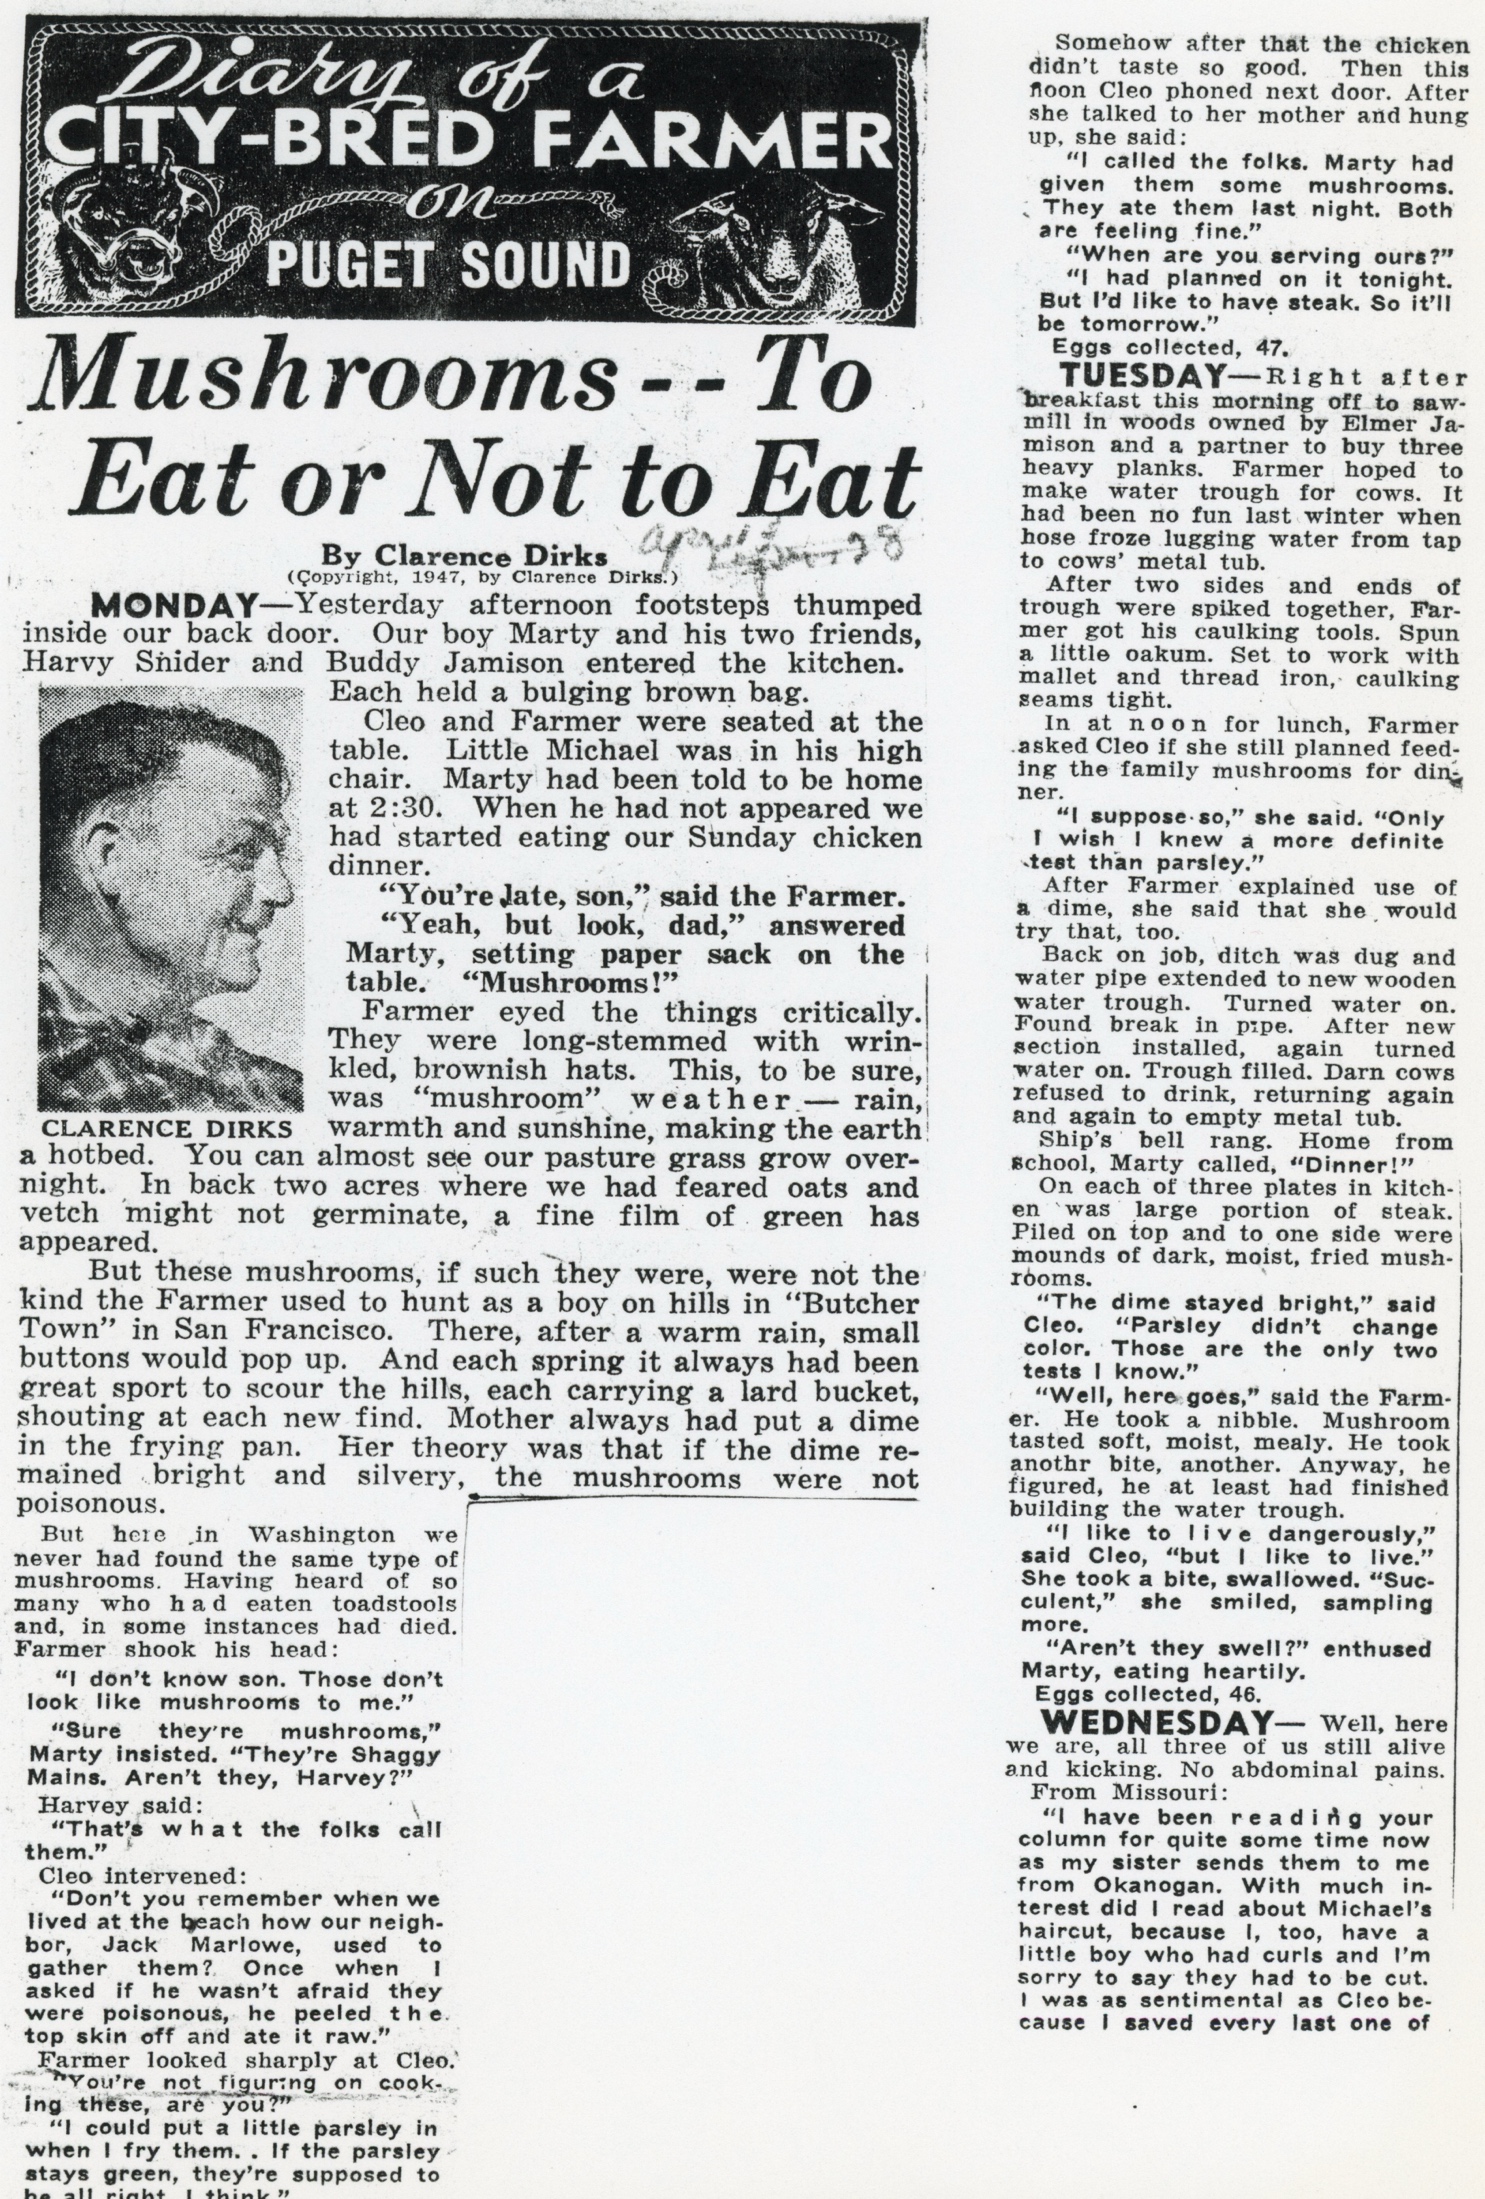 Diary of a
CITY-BRED FARMER
on
PUGET SOUND
Mushrooms -- To
Eat or Not to Eat
By Clarence Dirks
(Copyright, 1947, by Clarence Dirks.)
MONDAY—Yesterday afternoon footsteps thumped
inside our back door. Our boy Marty and his two friends,
Harvy Snider and Buddy Jamison entered the kitchen.
Each held a bulging brown bag.
Cleo and Farmer were seated at the
table. Little Michael was in his high
chair. Marty had been told to be home
at 2:30. When he had not appeared we
had started eating our Sunday chicken
dinner.
"You're late, son," said the Farmer.
"Yeah, but look, dad," answered
Marty, setting paper sack on the
table. "Mushrooms!"
Farmer eyed the things critically.
They were long-stemmed with wrin-
kled, brownish hats. This, to be sure,
was "mushroom" weather — rain,
CLARENCE DIRKS
warmth and sunshine, making the earth
a hotbed. You can almost see our pasture grass grow over-
night. In back two acres where we had feared oats and
vetch might not germinate, a fine film of green has
appeared.
But these mushrooms, if such they were, were not the
kind the Farmer used to hunt as a boy on hills in "Butcher
Town" in San Francisco. There, after a warm rain, small
buttons would pop up. And each spring it always had been
great sport to scour the hills, each carrying a lard bucket,
shouting at each new find. Mother always had put a dime
in the frying pan. Her theory was that if the dime re-
mained bright and silvery, the mushrooms were not
poisonous.
But here in Washington we
never had found the same type of
mushrooms. Having heard of so
many who had eaten toadstools
and, in some instances had died.
Farmer shook his head:
"I don't know son. Those don't
look like mushrooms to me."
"Sure they're mushrooms,"
Marty insisted. "They're Shaggy
Mains. Aren't they, Harvey?"
Harvey said:
"That's what the folks call
them."
Cleo intervened:
"Don't you remember when we
lived at the beach how our neigh-
bor, Jack Marlowe, used to
gather them? Once when I
asked if he wasn't afraid they
were poisonous, he peeled the
top skin off and ate it raw."
Farmer looked sharply at Cleo.
"You're not figuring on cook-
ing these, are you?"
"I could put a little parsley in
when I fry them. . If the parsley
stays green, they're supposed to
be all right, I think."
Somehow after that the chicken
didn't taste so good. Then this
noon Cleo phoned next door. After
she talked to her mother and hung
up, she said:
"I called the folks. Marty had
given them some mushrooms.
They ate them last night. Both
are feeling fine."
"When are you serving ours?"
"I had planned on it tonight.
But I'd like to have steak. So it'll
be tomorrow."
Eggs collected, 47.
TUESDAY—Right after
breakfast this morning off to saw-
mill in woods owned by Elmer Ja-
mison and a partner to buy three
heavy planks. Farmer hoped to
make water trough for cows. It
had been no fun last winter when
hose froze lugging water from tap
to cows' metal tub.
After two sides and ends of
trough were spiked together, Far-
mer got his caulking tools. Spun
a little oakum. Set to work with
mallet and thread iron, caulking
seams tight.
In at noon for lunch, Farmer
asked Cleo if she still planned feed-
ing the family mushrooms for din-
ner.
"I suppose so," she said. "Only
I wish I knew a more definite
test than parsley."
After Farmer explained use of
a dime, she said that she would
try that, too.
Back on job, ditch was dug and
water pipe extended to new wooden
water trough. Turned water on.
Found break in pipe. After new
section installed, again turned
water on. Trough filled. Darn cows
refused to drink, returning again
and again to empty metal tub.
Ship's bell rang. Home from
school, Marty called, "Dinner!"
On each of three plates in kitch-
en was large portion of steak.
Piled on top and to one side were
mounds of dark, moist, fried mush-
rooms.
"The dime stayed bright," said
Cleo. "Parsley didn't change
color. Those are the only two
tests I know."
"Well, here goes," said the Farm-
er. He took a nibble. Mushroom
tasted soft, moist, mealy. He took
anothr bite, another. Anyway, he
figured, he at least had finished
building the water trough.
"I like to live dangerously,"
said Cleo, "but I like to live."
She took a bite, swallowed. "Suc-
culent," she smiled, sampling
more.
"Aren't they swell?" enthused
Marty, eating heartily.
Eggs collected, 46.
WEDNESDAY— Well, here
we are, all three of us still alive
and kicking. No abdominal pains.
From Missouri:
"I have been reading your
column for quite some time now
as my sister sends them to me
from Okanogan. With much in-
terest did I read about Michael's
haircut, because I, too, have a
little boy who had curls and I'm
sorry to say they had to be cut.
I was as sentimental as Cleo be-
cause I saved every last one of